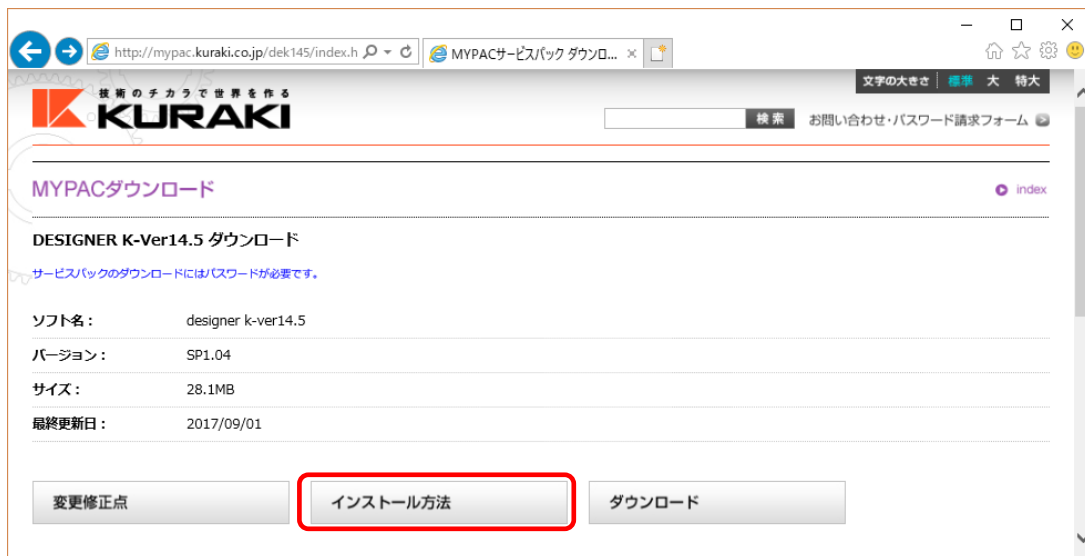 http://mypac.kuraki.co.jp/dek145/index.h
MYPACサービスパック ダウンロ...
文字の大きさ 標準 大 特大
技術のチカラで世界を作る
KURAKI
検索
お問い合わせ・パスワード請求フォーム
MYPACダウンロード
index
DESIGNER K-Ver14.5 ダウンロード
サービスパックのダウンロードにはパスワードが必要です。
ソフト名： designer k-ver14.5
バージョン： SP1.04
サイズ： 28.1MB
最終更新日： 2017/09/01
変更修正点 インストール方法 ダウンロード